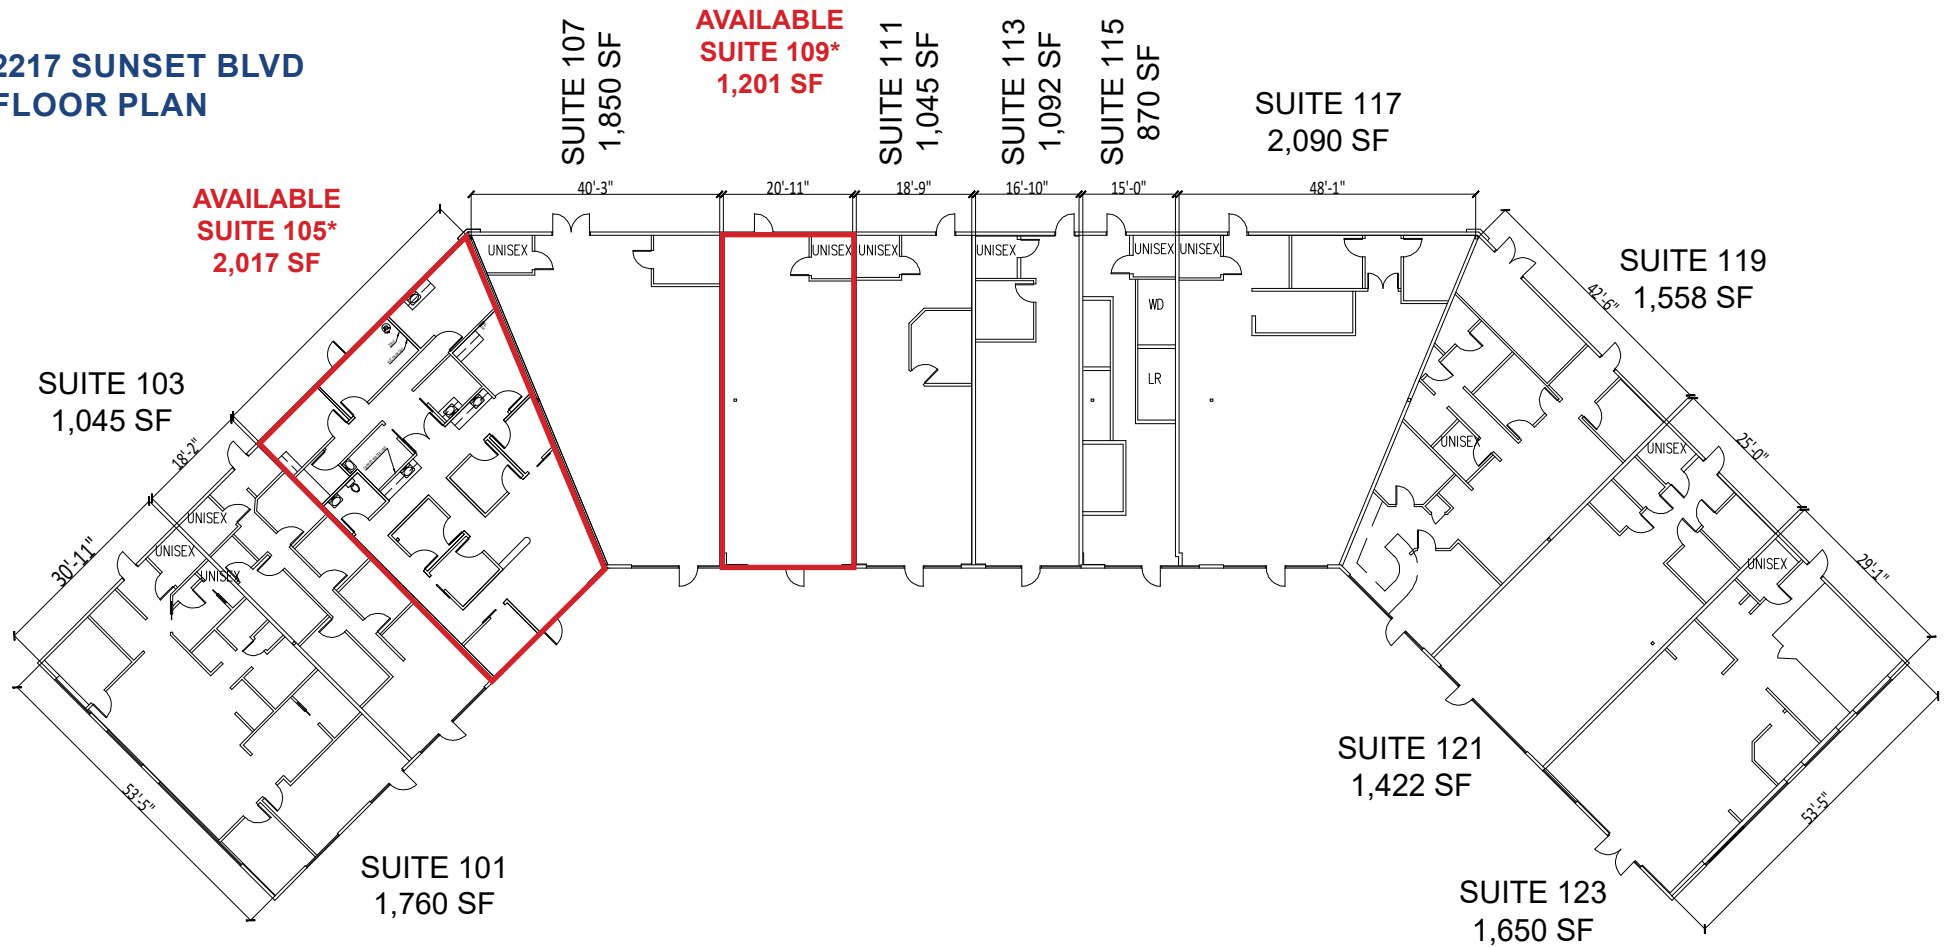 2217 SUNSET BLVD
FLOOR PLAN
AVAILABLE
SUITE 105*
2,017 SF
SUITE 107
1,850 SF
AVAILABLE
SUITE 109*
1,201 SF
SUITE 111
1,045 SF
SUITE 113
1,092 SF
SUITE 115
870 SF
SUITE 117
2,090 SF
SUITE 119
1,558 SF
40'-3"
20'-11"
18'-9"
16'-10"
15'-0"
48'-1"
UNISEX
UNISEX
UNISEX
UNISEX
UNISEX
UNISEX
WD
LR
42'-6"
SUITE 103
1,045 SF
18'-2"
UNISEX
UNISEX
25'-0"
30'-11"
UNISEX
UNISEX
UNISEX
UNISEX
29'-1"
53'-5"
53'-5"
SUITE 121
1,422 SF
SUITE 101
1,760 SF
SUITE 123
1,650 SF